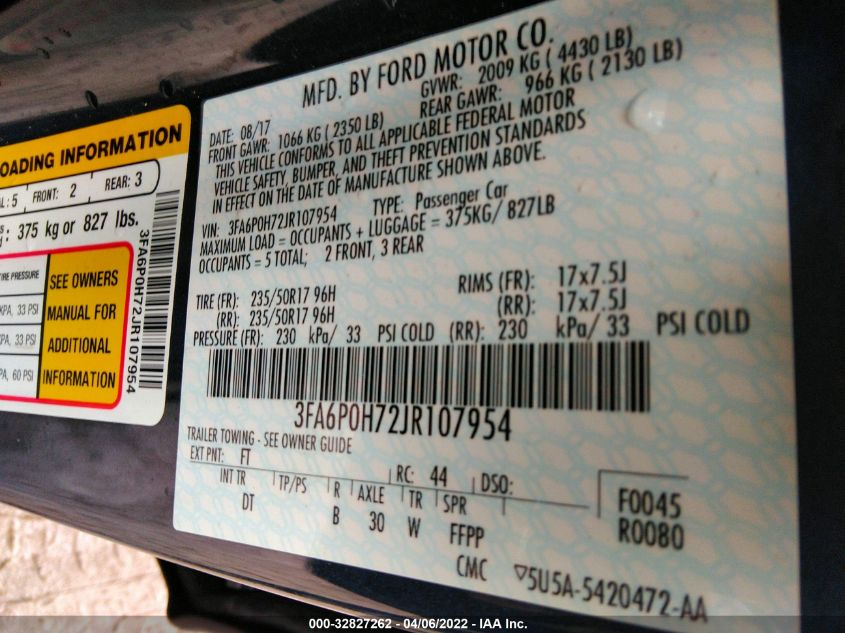 OADING INFORMATION
: 5 FRONT: 2 REAR: 3
: 375 kg or 827 lbs.
TIRE PRESSURE
KPA, 33 PSI
KPA, 33 PSI
PA, 60 PSI
SEE OWNERS
MANUAL FOR
ADDITIONAL
INFORMATION
3FA6P0H72JR107954
MFD. BY FORD MOTOR CO.
DATE: 08/17 GVWR: 2009 KG ( 4430 LB)
FRONT GAWR: 1066 KG ( 2350 LB) REAR GAWR: 966 KG ( 2130 LB)
THIS VEHICLE CONFORMS TO ALL APPLICABLE FEDERAL MOTOR
VEHICLE SAFETY, BUMPER, AND THEFT PREVENTION STANDARDS
IN EFFECT ON THE DATE OF MANUFACTURE SHOWN ABOVE.
VIN: 3FA6P0H72JR107954 TYPE: Passenger Car
MAXIMUM LOAD = OCCUPANTS + LUGGAGE = 375KG/ 827LB
OCCUPANTS = 5 TOTAL; 2 FRONT, 3 REAR
TIRE (FR): 235/50R17 96H RIMS (FR): 17x7.5J
(RR): 235/50R17 96H (RR): 17x7.5J
PRESSURE (FR): 230 kPa/ 33 PSI COLD (RR): 230 kPa/ 33 PSI COLD
3FA6P0H72JR107954
TRAILER TOWING - SEE OWNER GUIDE
EXT PNT: FT RC: 44 DSO:
INT TR TP/PS R AXLE TR SPR F0045
DT B 30 W FFPP R0080
CMC ▽5U5A-5420472-AA
000-32827262 - 04/06/2022 - IAA Inc.